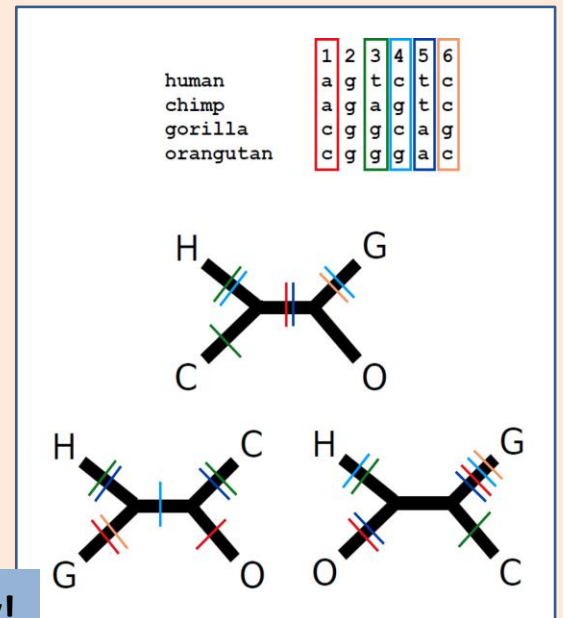 1 2 3 4 5 6
human a g t c t c
chimp a g a g t c
gorilla c g g c a g
orangutan c g g g a c
H G
C O
H C
G O
H G
O C